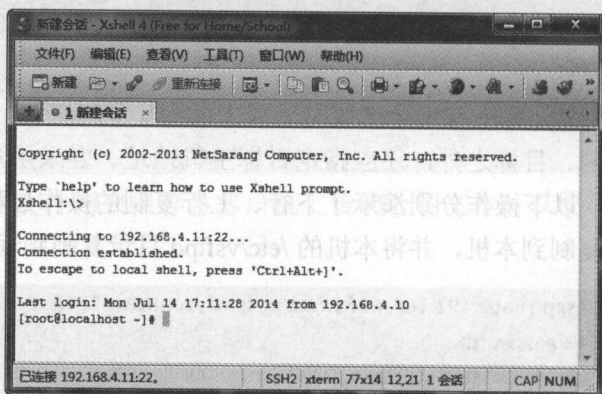 新建会话 - Xshell 4 (Free for Home/School)
文件(F) 编辑(E) 查看(V) 工具(T) 窗口(W) 帮助(H)
新建 重新连接
1 新建会话 ×
Copyright (c) 2002-2013 NetSarang Computer, Inc. All rights reserved.
Type `help' to learn how to use Xshell prompt.
Xshell:\>
Connecting to 192.168.4.11:22...
Connection established.
To escape to local shell, press 'Ctrl+Alt+]'.
Last login: Mon Jul 14 17:11:28 2014 from 192.168.4.10
[root@localhost ~]#
已连接 192.168.4.11:22。 SSH2 xterm 77x14 12,21 1 会话 CAP NUM